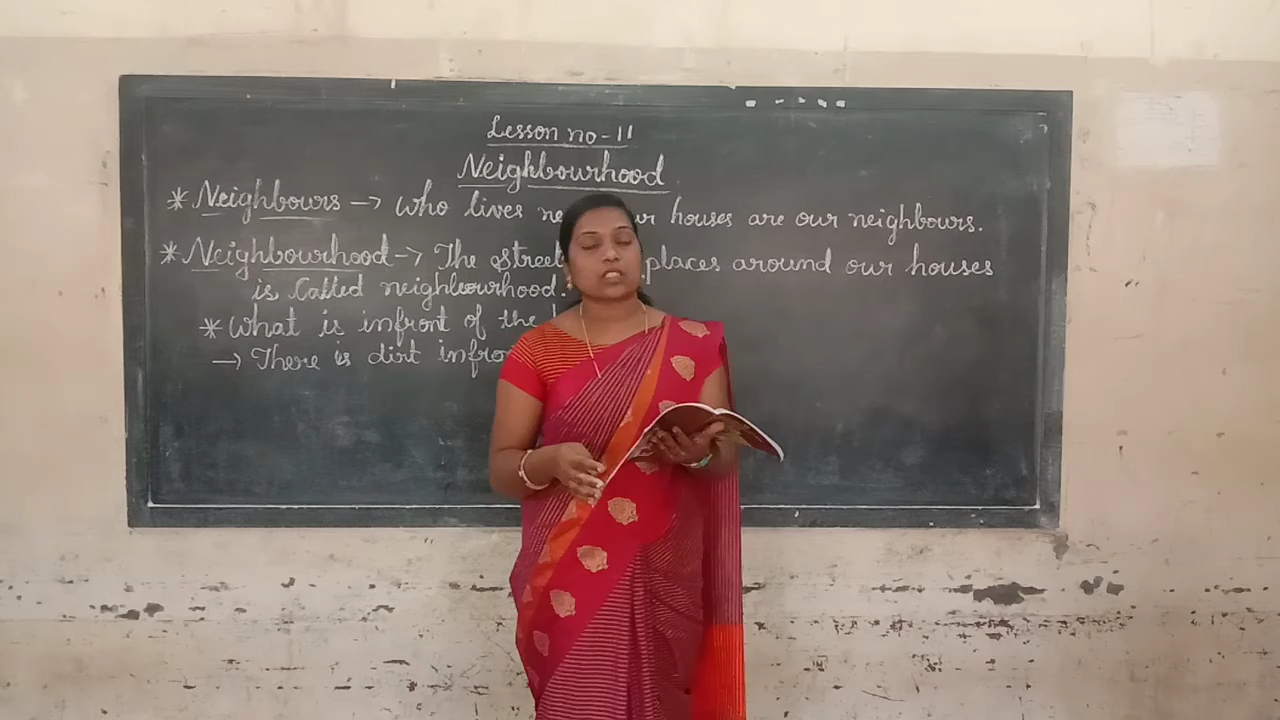 Lesson no - 11
Neighbourhood
* Neighbours → who lives houses are our neighbours.
* Neighbourhood → The street places around our houses
is called neighbourhood.
* What is infront of the
→ There is dirt